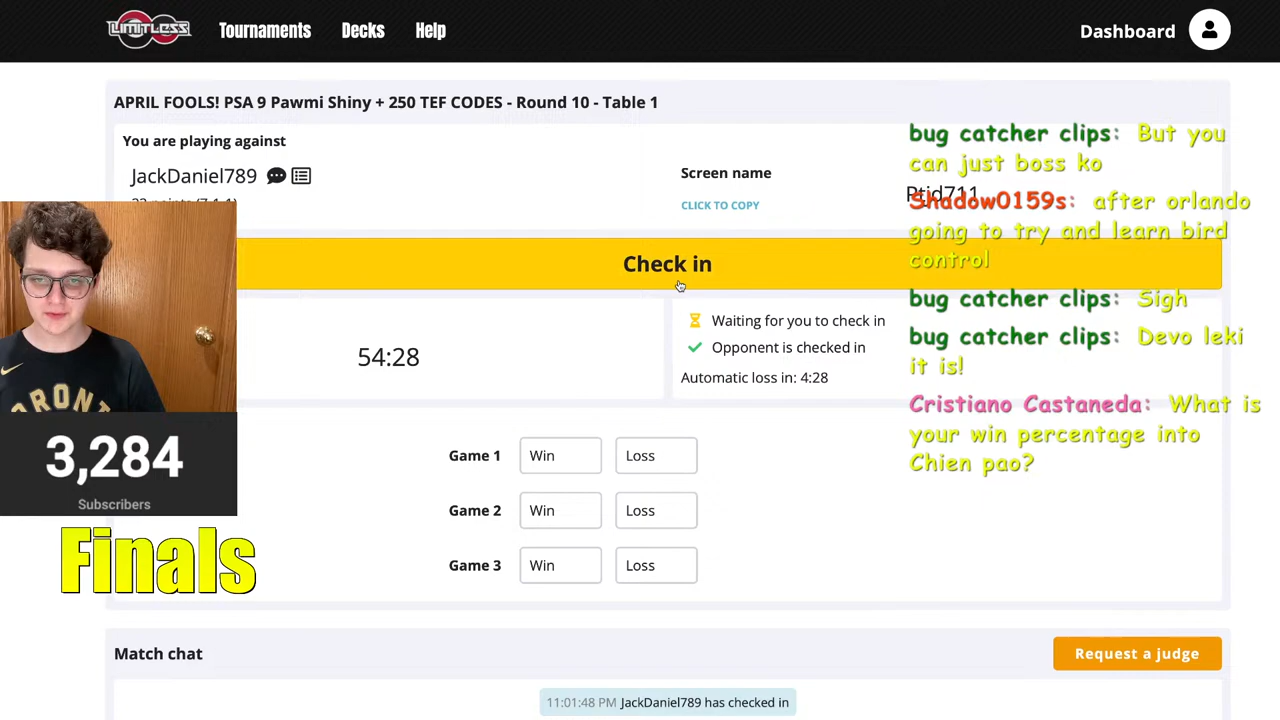 LIMITLESS
Tournaments
Decks
Help
Dashboard
APRIL FOOLS! PSA 9 Pawmi Shiny + 250 TEF CODES - Round 10 - Table 1
You are playing against
JackDaniel789
Screen name
CLICK TO COPY
Check in
54:28
Waiting for you to check in
Opponent is checked in
Automatic loss in: 4:28
Game 1 Win Loss
Game 2 Win Loss
Game 3 Win Loss
Match chat
Request a judge
11:01:48 PM JackDaniel789 has checked in
bug catcher clips: But you
can just boss ko
Shadow0159s: after orlando
going to try and learn bird
control
bug catcher clips: Sigh
bug catcher clips: Devo leki
it is!
Cristiano Castaneda: What is
your win percentage into
Chien pao?
3,284
Subscribers
Finals